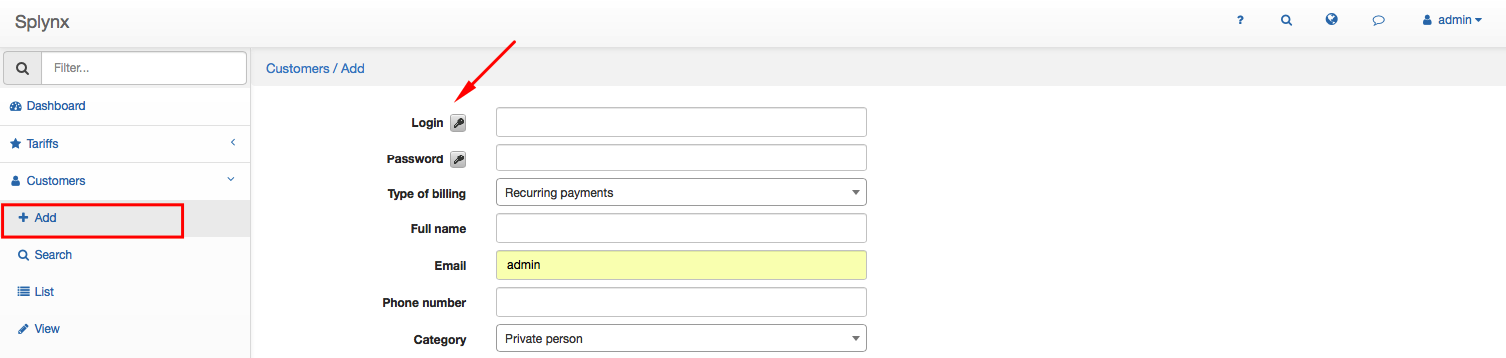 Splynx
? admin
Filter...
Customers / Add
Dashboard
Login
Tariffs
Password
Customers
Type of billing Recurring payments
Add
Full name
Search
Email admin
List
Phone number
View
Category Private person